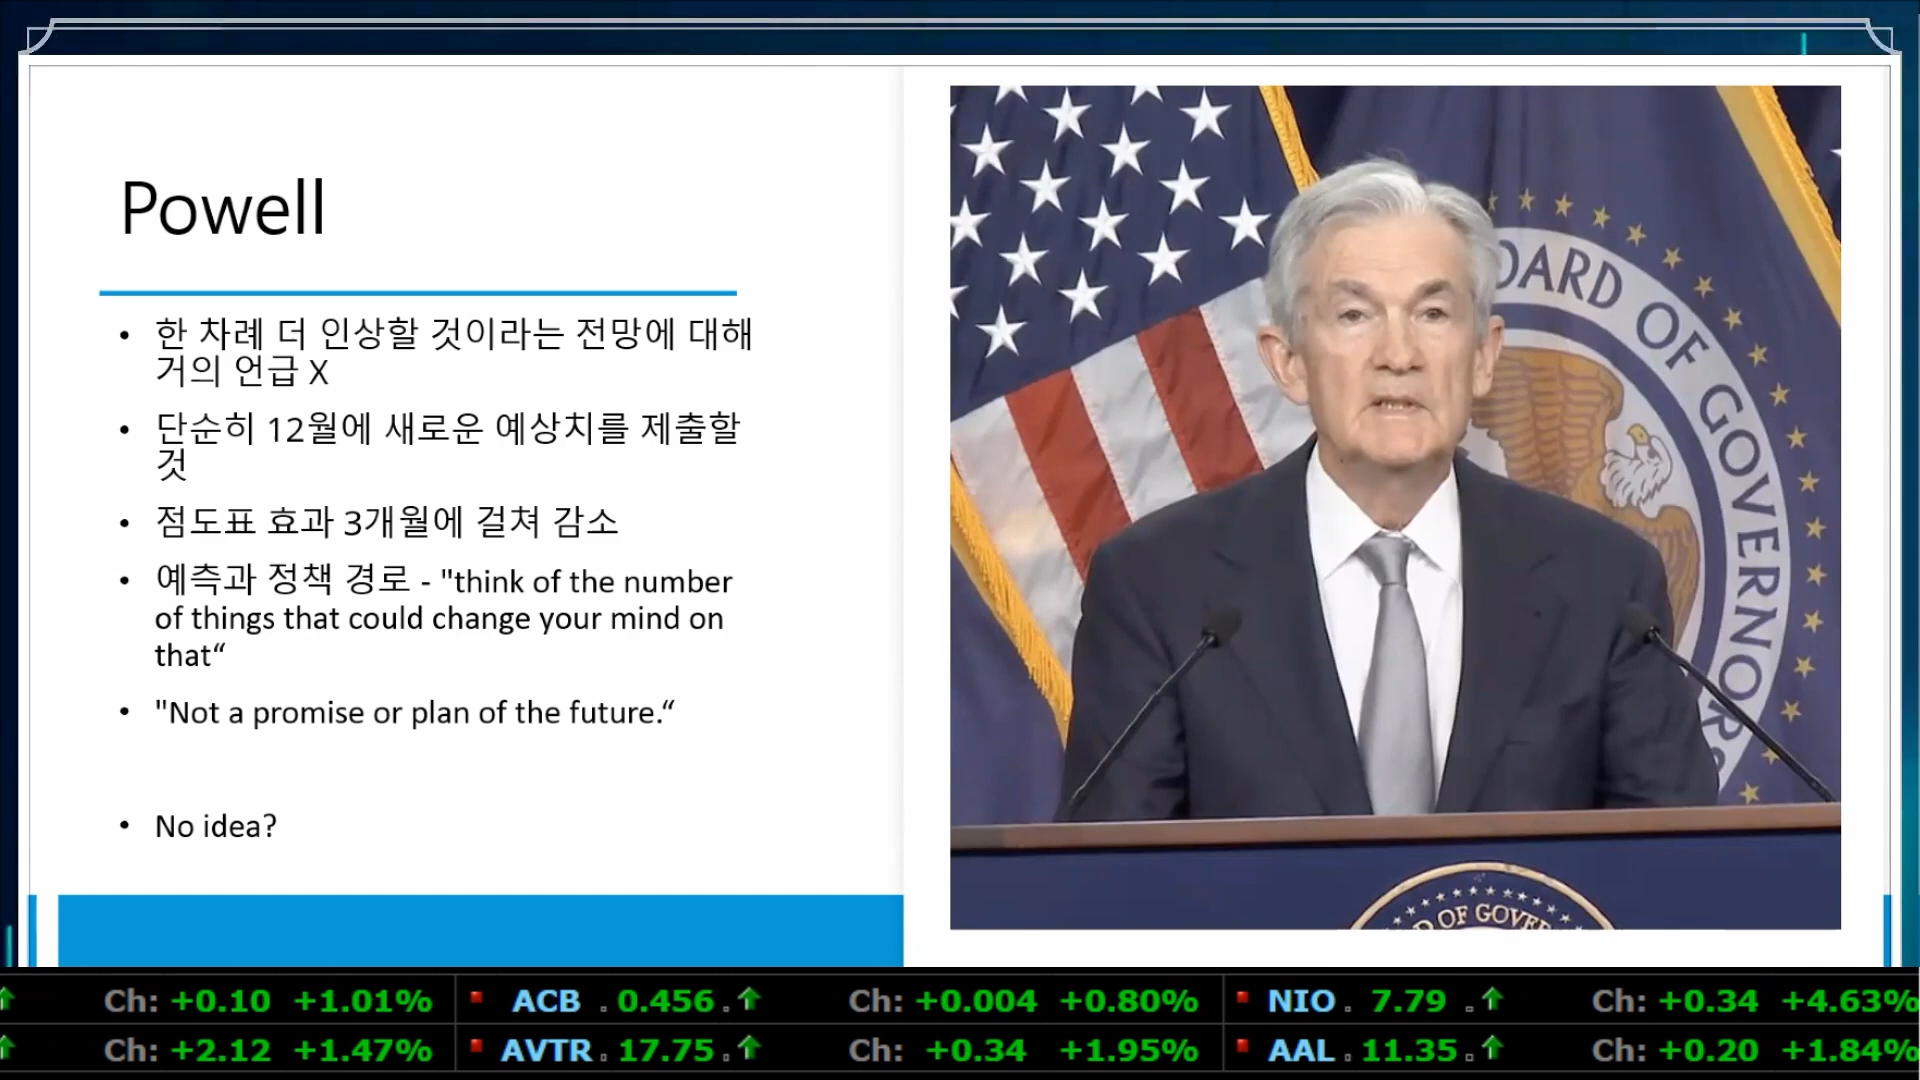 Powell
• 한 차례 더 인상할 것이라는 전망에 대해
거의 언급 X
• 단순히 12월에 새로운 예상치를 제출할
것
• 점도표 효과 3개월에 걸쳐 감소
• 예측과 정책 경로 - "think of the number
of things that could change your mind on
that“
• "Not a promise or plan of the future.“
• No idea?
OARD OF GOVERNORS
D OF GOVER
Ch: +0.10 +1.01% ACB 0.456 Ch: +0.004 +0.80% NIO 7.79 Ch: +0.34 +4.63%
Ch: +2.12 +1.47% AVTR 17.75 Ch: +0.34 +1.95% AAL 11.35 Ch: +0.20 +1.84%